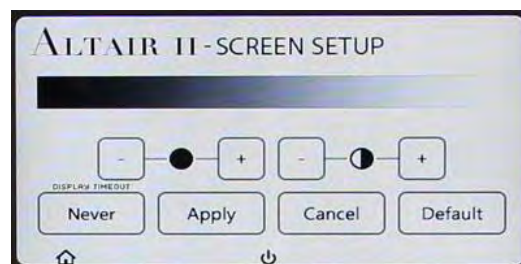 ALTAIR II - SCREEN SETUP
- + - +
DISPLAY TIMEOUT
Never Apply Cancel Default